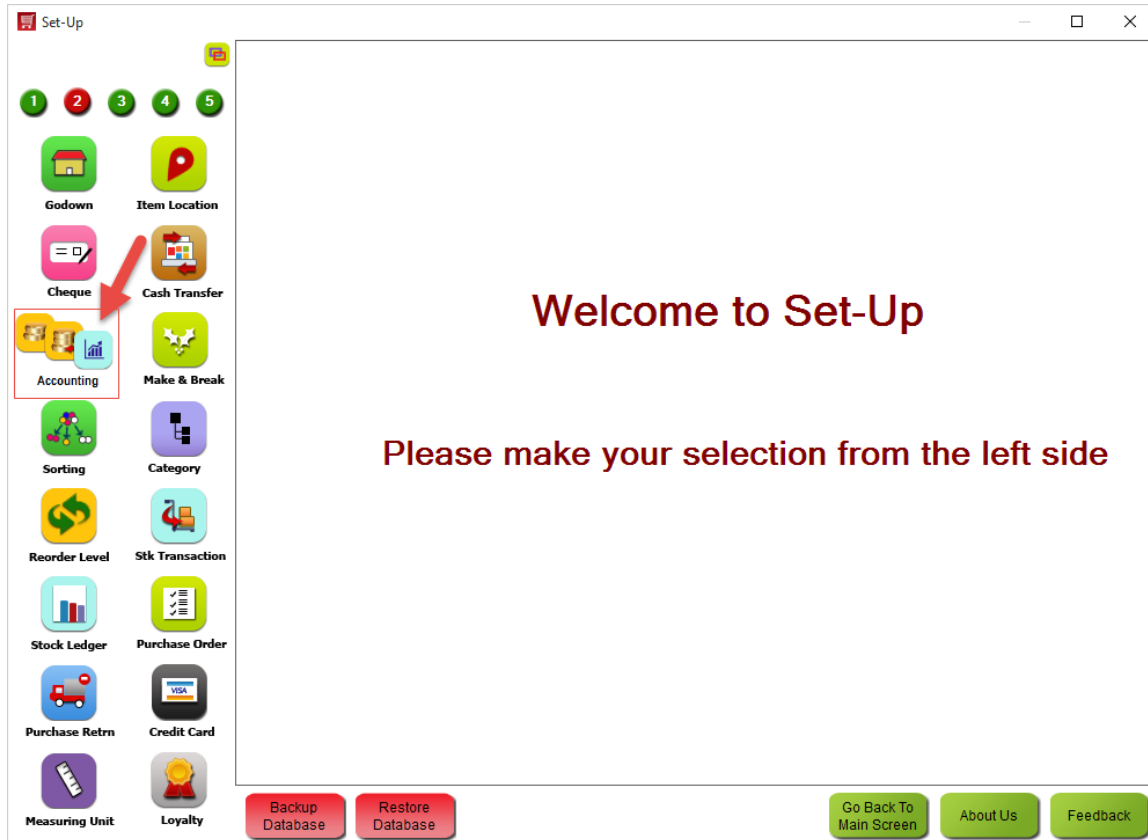 Set-Up
1 2 3 4 5
Godown Item Location
Cheque Cash Transfer
Accounting Make & Break
Sorting Category
Reorder Level Stk Transaction
Stock Ledger Purchase Order
VISA
Purchase Retrn Credit Card
Measuring Unit Loyalty
Welcome to Set-Up
Please make your selection from the left side
Backup
Database
Restore
Database
Go Back To
Main Screen
About Us
Feedback